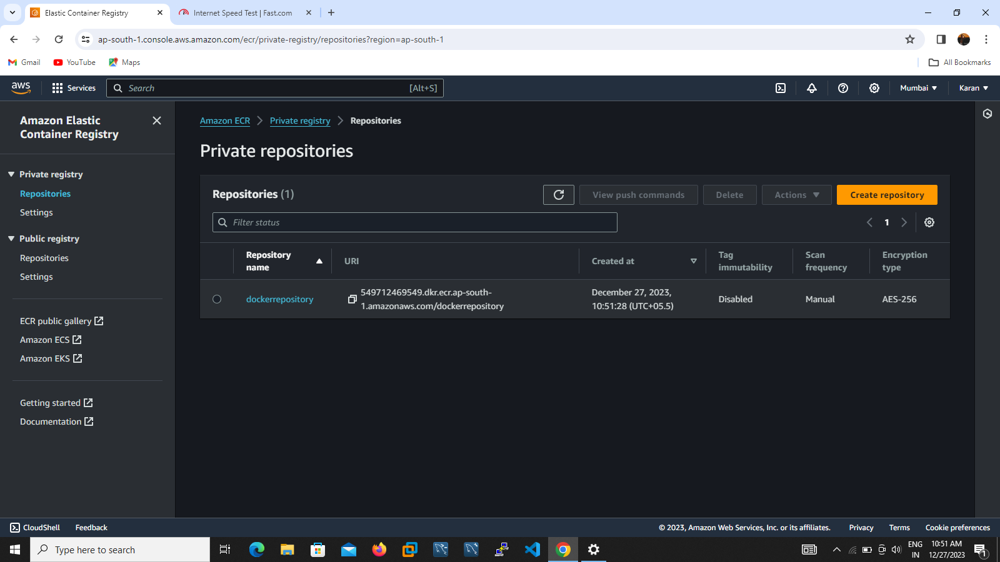 Elastic Container Registry
Internet Speed Test | Fast.com
ap-south-1.console.aws.amazon.com/ecr/private-registry/repositories?region=ap-south-1
Gmail
YouTube
Maps
All Bookmarks
aws
Services
Search
[Alt+S]
Mumbai
Karan
Amazon Elastic
Container Registry
Private registry
Repositories
Settings
Public registry
Repositories
Settings
ECR public gallery
Amazon ECS
Amazon EKS
Getting started
Documentation
Amazon ECR
Private registry
Repositories
Private repositories
Repositories (1)
View push commands
Delete
Actions
Create repository
Filter status
1
Repository
name
URI
Created at
Tag
immutability
Scan
frequency
Encryption
type
dockerrepository
549712469549.dkr.ecr.ap-south-
1.amazonaws.com/dockerrepository
December 27, 2023,
10:51:28 (UTC+05.5)
Disabled
Manual
AES-256
CloudShell
Feedback
© 2023, Amazon Web Services, Inc. or its affiliates.
Privacy
Terms
Cookie preferences
Type here to search
ENG
IN
10:51 AM
12/27/2023
1